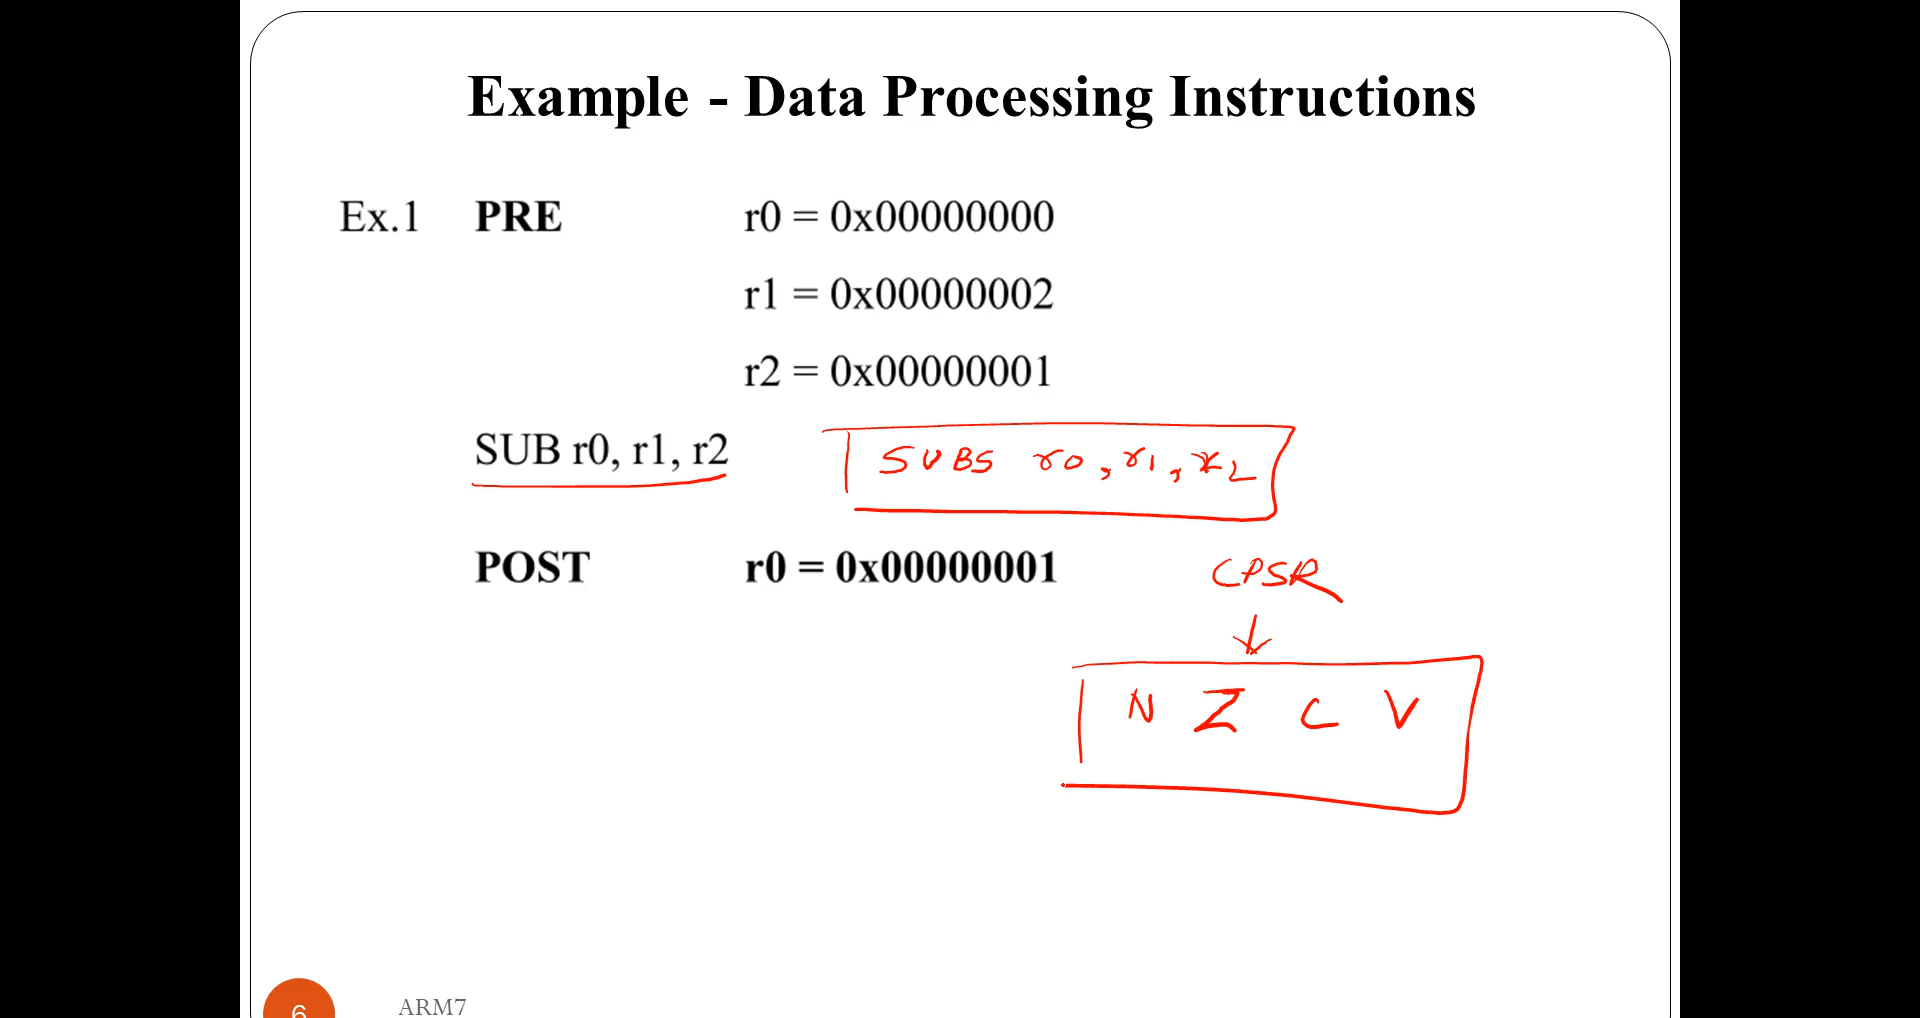 Example - Data Processing Instructions
Ex.1 PRE r0 = 0x00000000
r1 = 0x00000002
r2 = 0x00000001
SUB r0, r1, r2 SUBS r0, r1, r2
POST r0 = 0x00000001 CPSR
N Z C V
6 ARM7